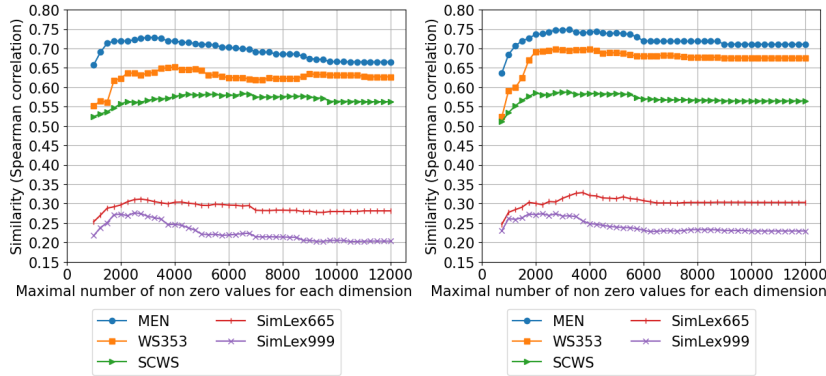 0.80
0.75
0.70
0.65
0.60
0.55
0.50
0.45
0.40
0.35
0.30
0.25
0.20
0.15
Similarity (Spearman correlation)
0 2000 4000 6000 8000 10000 12000
Maximal number of non zero values for each dimension
MEN
WS353
SCWS
SimLex665
SimLex999
0.80
0.75
0.70
0.65
0.60
0.55
0.50
0.45
0.40
0.35
0.30
0.25
0.20
0.15
Similarity (Spearman correlation)
0 2000 4000 6000 8000 10000 12000
Maximal number of non zero values for each dimension
MEN
WS353
SCWS
SimLex665
SimLex999